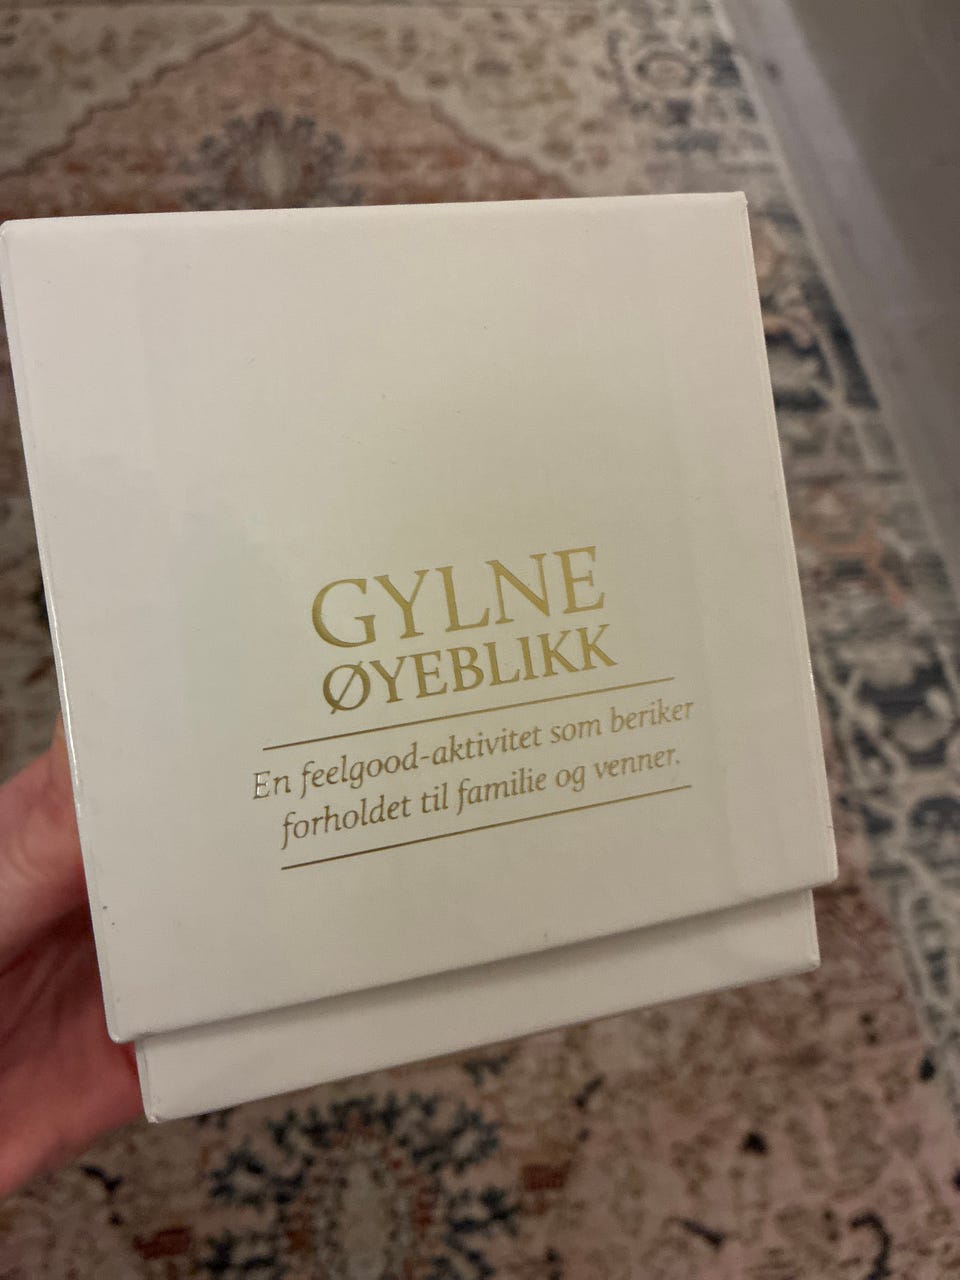 GYLNE
ØYEBLIKK
En feelgood-aktivitet som beriker
forholdet til familie og venner.